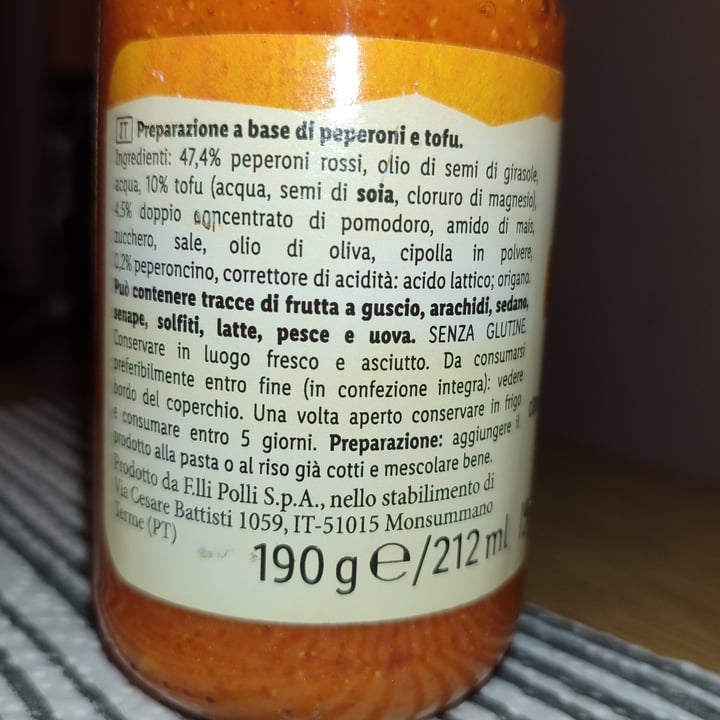 IT Preparazione a base di peperoni e tofu.
Ingredienti: 47,4% peperoni rossi, olio di semi di girasole,
acqua, 10% tofu (acqua, semi di soia, cloruro di magnesio),
4,5% doppio concentrato di pomodoro, amido di mais,
zucchero, sale, olio di oliva, cipolla in polvere,
0,2% peperoncino, correttore di acidità: acido lattico; origano.
Può contenere tracce di frutta a guscio, arachidi, sedano,
senape, solfiti, latte, pesce e uova. SENZA GLUTINE.
Conservare in luogo fresco e asciutto. Da consumarsi
preferibilmente entro fine (in confezione integra): vedere
bordo del coperchio. Una volta aperto conservare in frigo
e consumare entro 5 giorni. Preparazione: aggiungere il
prodotto alla pasta o al riso già cotti e mescolare bene.
Prodotto da F.lli Polli S.p.A., nello stabilimento di
Via Cesare Battisti 1059, IT-51015 Monsummano
Terme (PT)
190 g ℮/212 ml